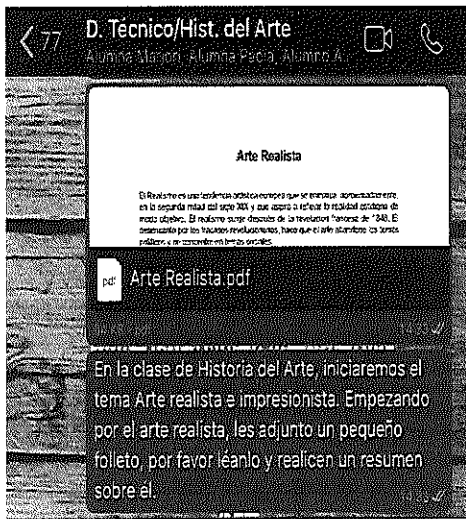 77
D. Tecnico/Hist. del Arte
Alumna Marjori, Alumna Paola, Alumno A...
Arte Realista
El Realismo es una tendencia artística europea que se enmarca, aproximadamente,
en la segunda mitad del siglo XIX y que aspira a reflejar la realidad cotidiana de
modo objetivo. El realismo surge después de la revolución francesa de 1848. El
desencanto por los fracasos revolucionarios, hace que el arte abandone los temas
políticos y se concentre en temas sociales.
pdf
Arte Realista.pdf
En la clase de Historia del Arte, iniciaremos el
tema Arte realista e impresionista. Empezando
por el arte realista, les adjunto un pequeño
folleto, por favor léanlo y realicen un resumen
sobre él.